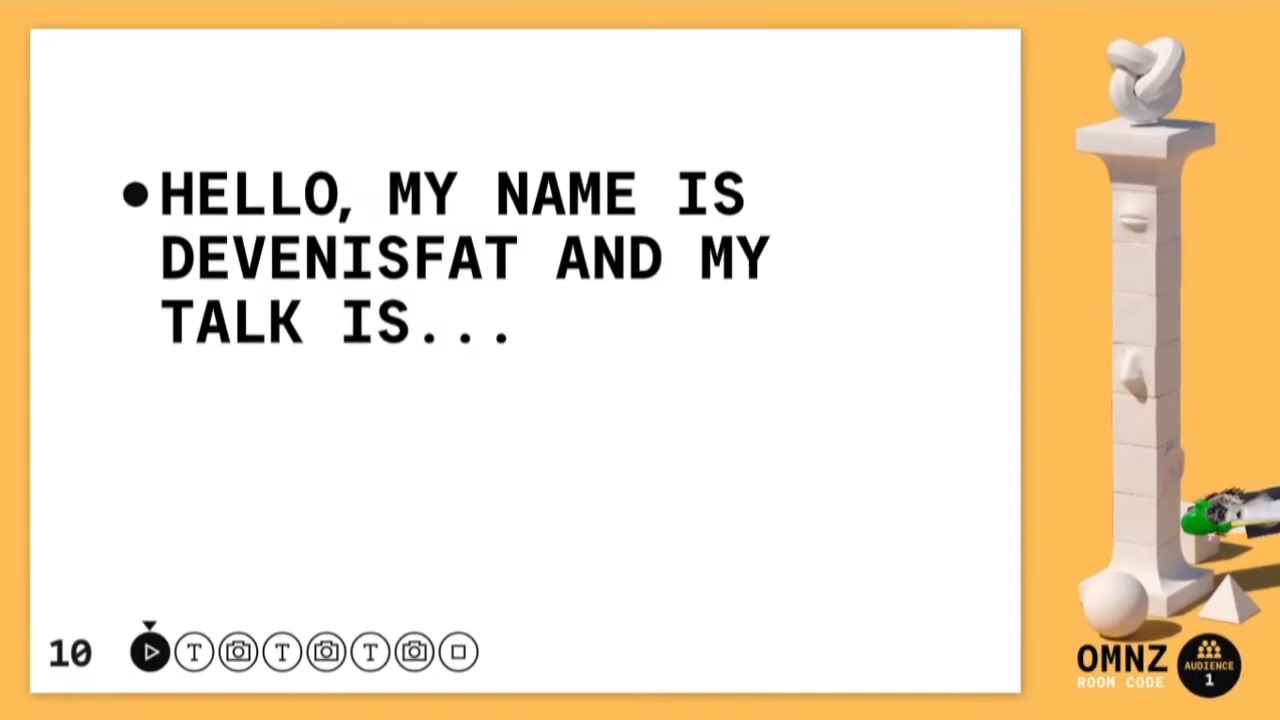 HELLO, MY NAME IS
DEVENISFAT AND MY
TALK IS...
10
T T T
OMNZ
ROOM CODE
AUDIENCE
1